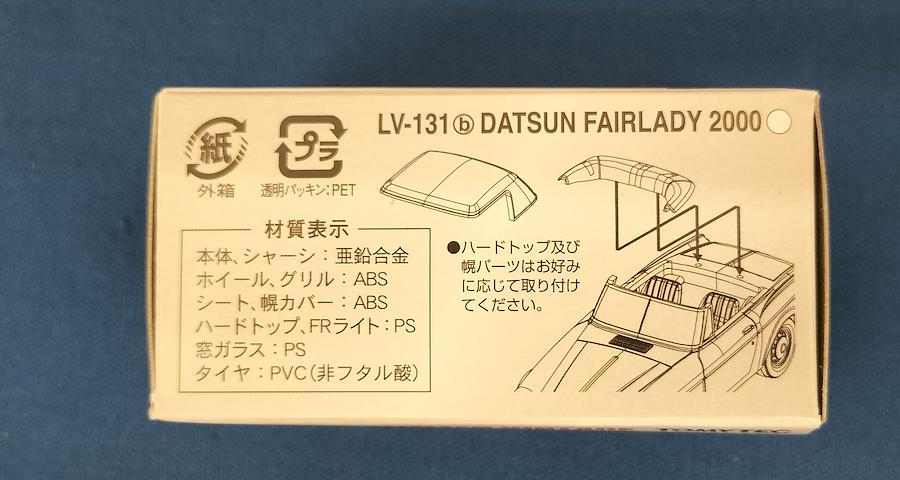 紙
外箱
プラ
透明パッキン:PET
LV-131ⓑ DATSUN FAIRLADY 2000
材質表示
本体、シャーシ:亜鉛合金
ホイール、グリル:ABS
シート、幌カバー:ABS
ハードトップ、FRライト:PS
窓ガラス:PS
タイヤ:PVC(非フタル酸)
●ハードトップ及び
幌パーツはお好み
に応じて取り付け
てください。
TOMYTEC